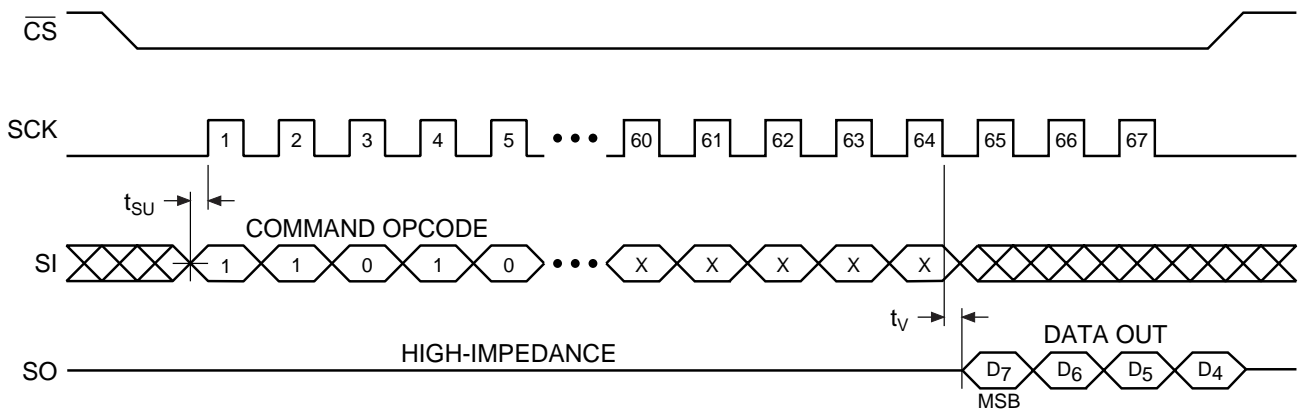 CS
SCK 1 2 3 4 5 ••• 60 61 62 63 64 65 66 67
tSU
COMMAND OPCODE
SI 1 1 0 1 0 ••• X X X X X
tV
HIGH-IMPEDANCE DATA OUT
SO D7 D6 D5 D4
MSB